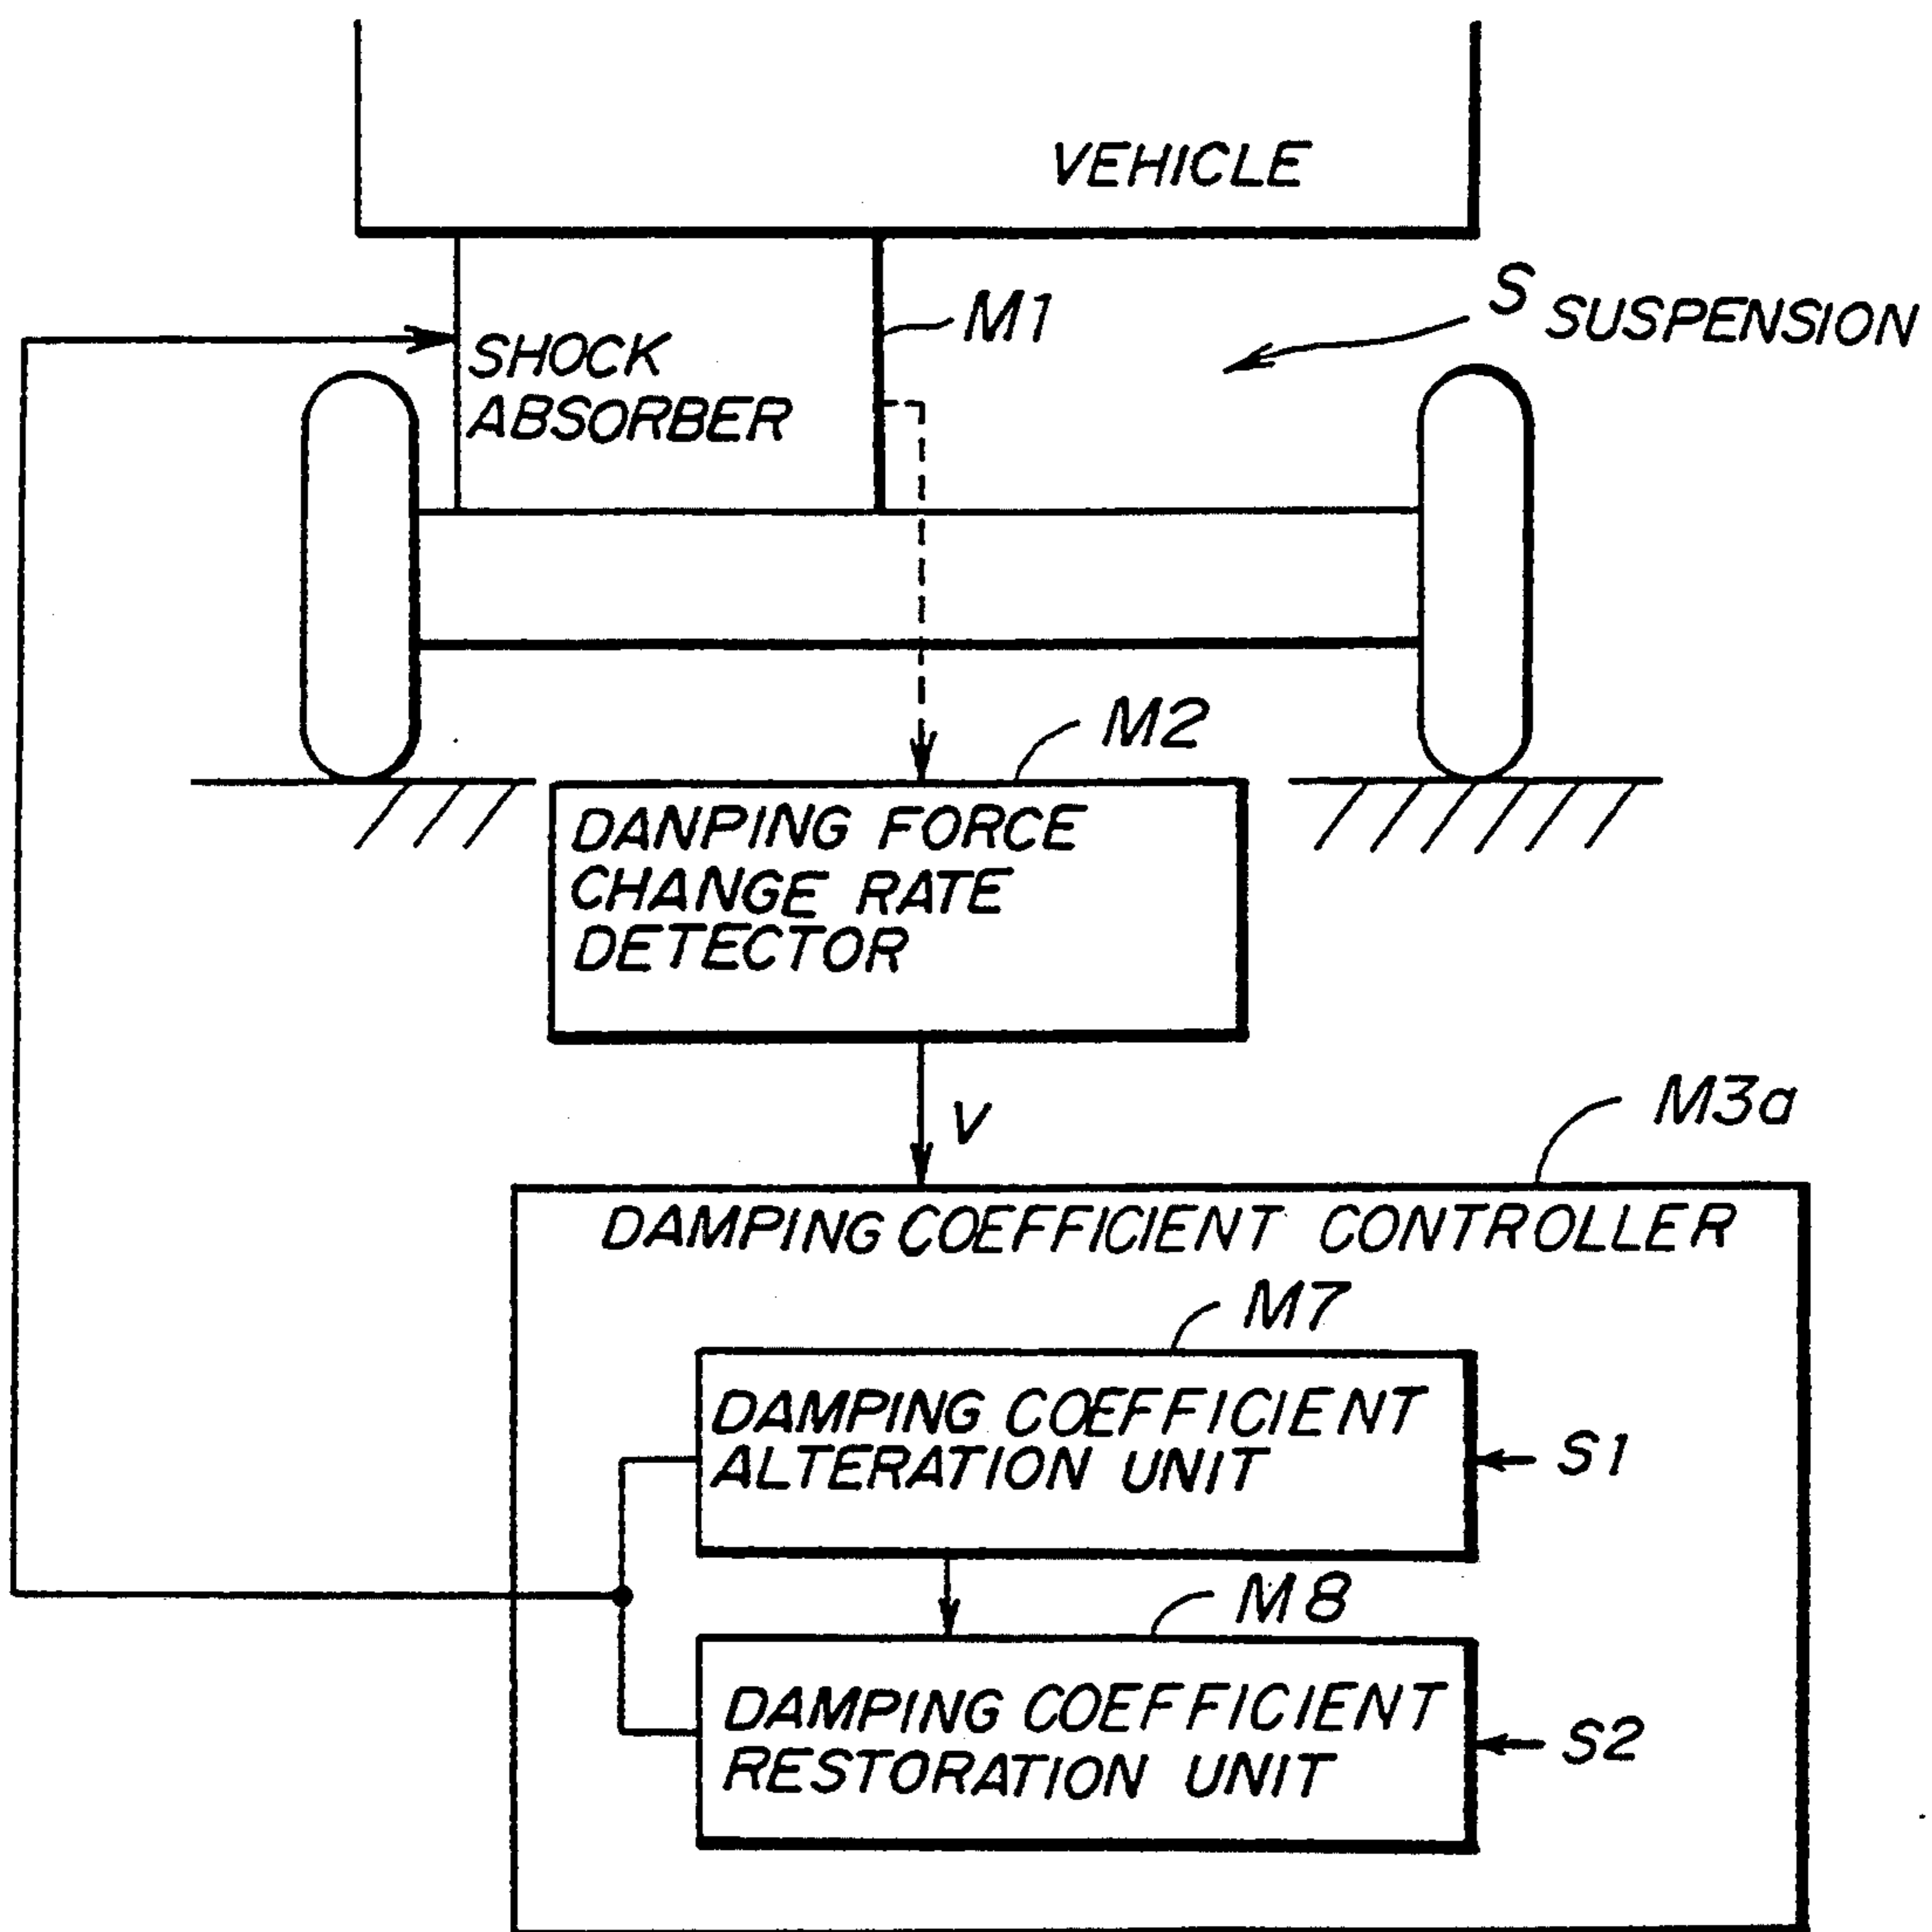 VEHICLE
S SUSPENSION
M1
SHOCK
ABSORBER
M2
DANPING FORCE
CHANGE RATE
DETECTOR
V
M3a
DAMPING COEFFICIENT CONTROLLER
M7
DAMPING COEFFICIENT
ALTERATION UNIT
S1
M8
DAMPING COEFFICIENT
RESTORATION UNIT
S2